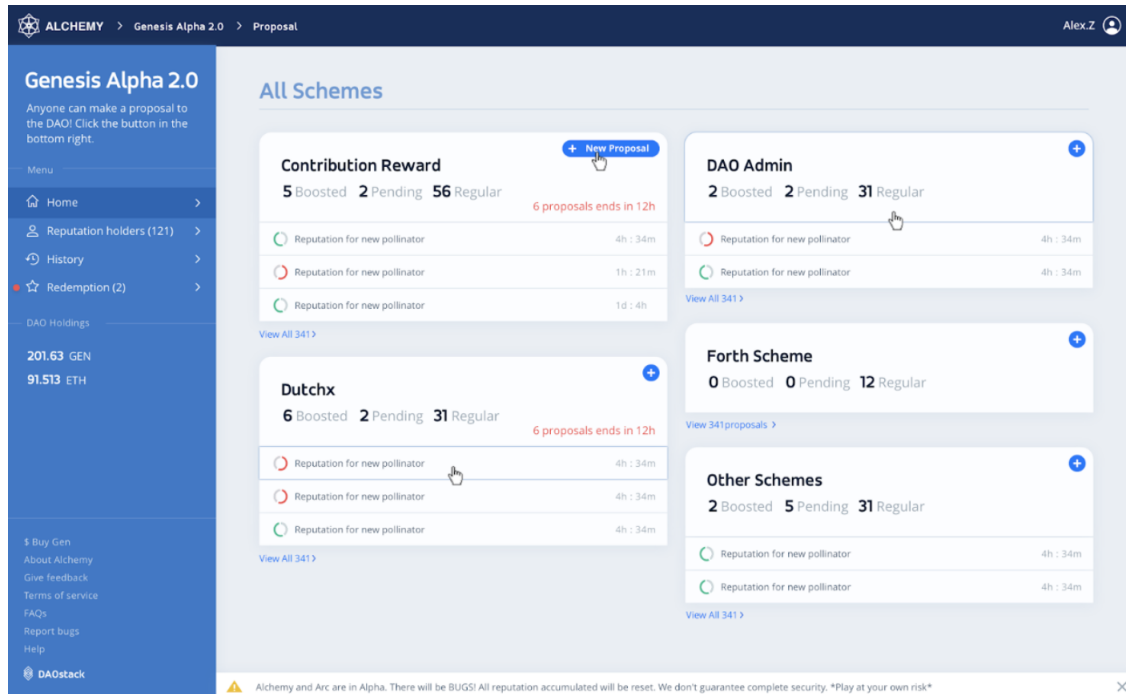 ALCHEMY > Genesis Alpha 2.0 > Proposal
Alex.Z
Genesis Alpha 2.0
Anyone can make a proposal to
the DAO! Click the button in the
bottom right.
Menu
Home
Reputation holders (121)
History
Redemption (2)
DAO Holdings
201.63 GEN
91.513 ETH
$ Buy Gen
About Alchemy
Give feedback
Terms of service
FAQs
Report bugs
Help
DAOstack
All Schemes
+ New Proposal
Contribution Reward
5 Boosted 2 Pending 56 Regular
6 proposals ends in 12h
Reputation for new pollinator 4h : 34m
Reputation for new pollinator 1h : 21m
Reputation for new pollinator 1d : 4h
View All 341 >
Dutchx
6 Boosted 2 Pending 31 Regular
6 proposals ends in 12h
Reputation for new pollinator 4h : 34m
Reputation for new pollinator 4h : 34m
Reputation for new pollinator 4h : 34m
View All 341 >
DAO Admin
2 Boosted 2 Pending 31 Regular
Reputation for new pollinator 4h : 34m
Reputation for new pollinator 4h : 34m
View All 341 >
Forth Scheme
0 Boosted 0 Pending 12 Regular
View 341proposals >
Other Schemes
2 Boosted 5 Pending 31 Regular
Reputation for new pollinator 4h : 34m
Reputation for new pollinator 4h : 34m
View All 341 >
Alchemy and Arc are in Alpha. There will be BUGS! All reputation accumulated will be reset. We don't guarantee complete security. *Play at your own risk*